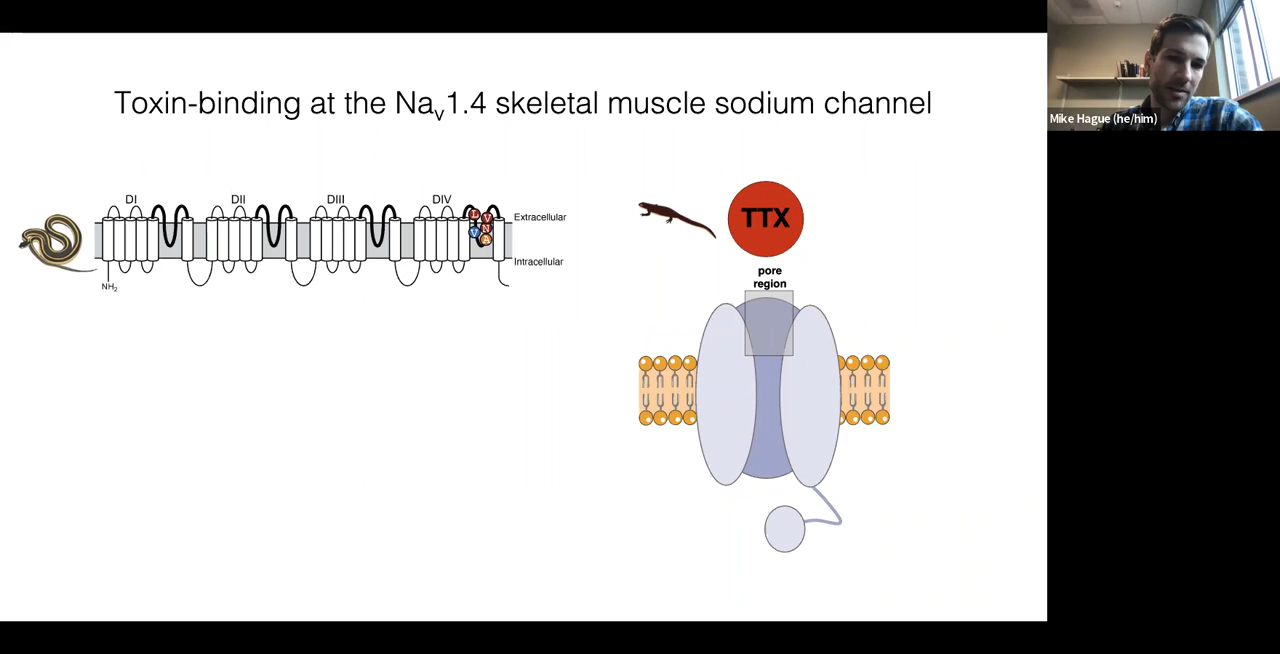 Toxin-binding at the Nav1.4 skeletal muscle sodium channel
Mike Hague (he/him)
DI
DII
DIII
DIV
L
V
V
N
A
Extracellular
Intracellular
NH2
TTX
pore
region